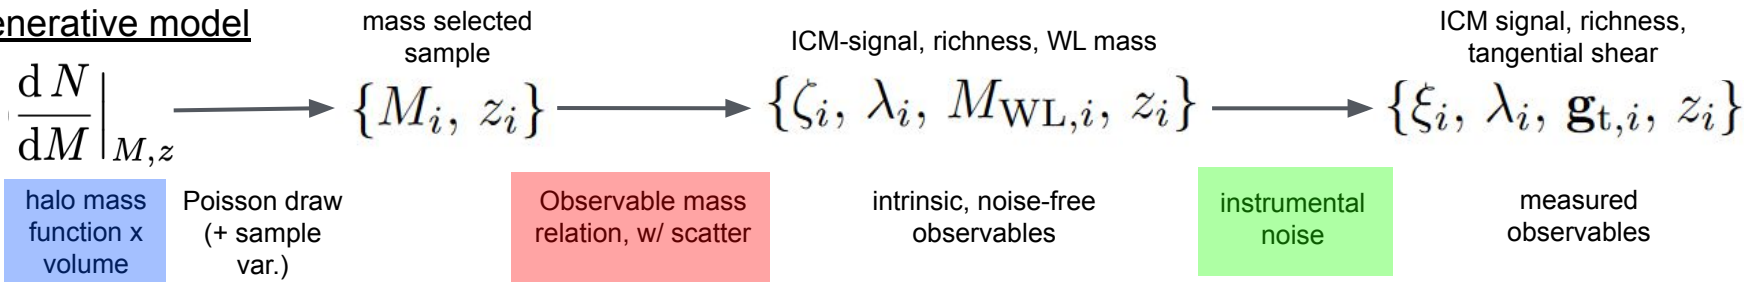 enerative model
mass selected
sample
ICM-signal, richness, WL mass
ICM signal, richness,
tangential shear
d N
dM |M,z
{Mi, zi}
{ζi, λi, MWL,i, zi}
{ξi, λi, gt,i, zi}
halo mass
function x
volume
Poisson draw
(+ sample
var.)
Observable mass
relation, w/ scatter
intrinsic, noise-free
observables
instrumental
noise
measured
observables